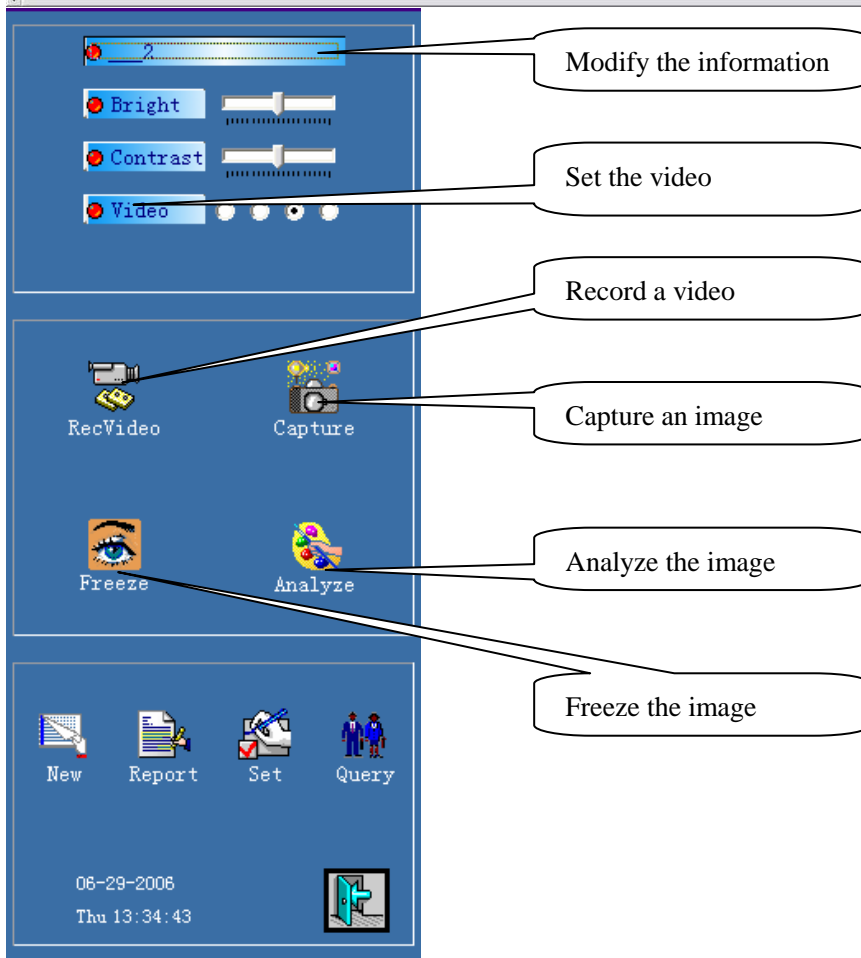 ___2
Modify the information
Bright
Contrast
Set the video
Video
Record a video
RecVideo
Capture
Capture an image
Analyze the image
Freeze
Analyze
Freeze the image
New
Report
Set
Query
06-29-2006
Thu 13:34:43